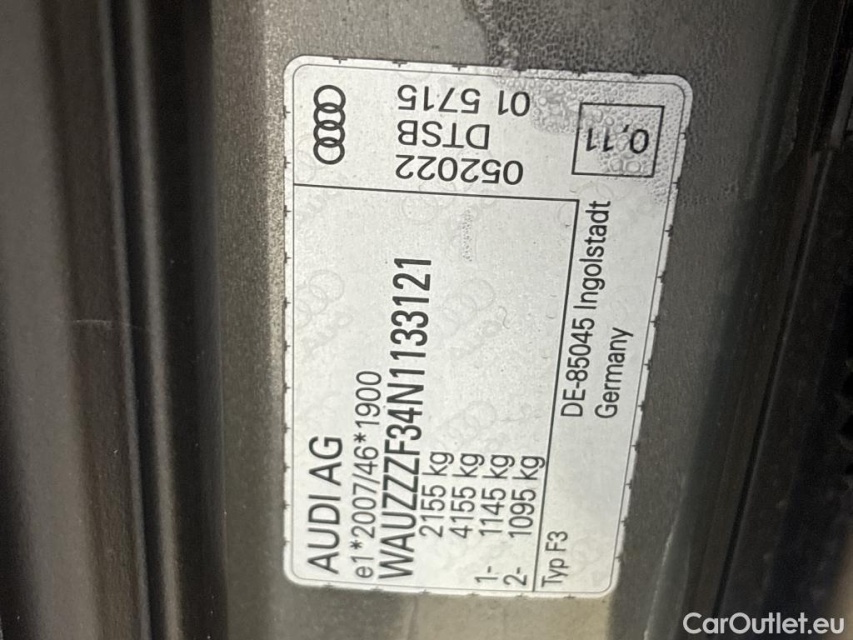 AUDI AG
e1*2007/46*1900
WAUZZZF34N1133121
2155 kg
4155 kg
1- 1145 kg
2- 1095 kg
Typ F3
DE-85045 Ingolstadt
Germany
052022
DTSB
01 5715
0,11
CarOutlet.eu